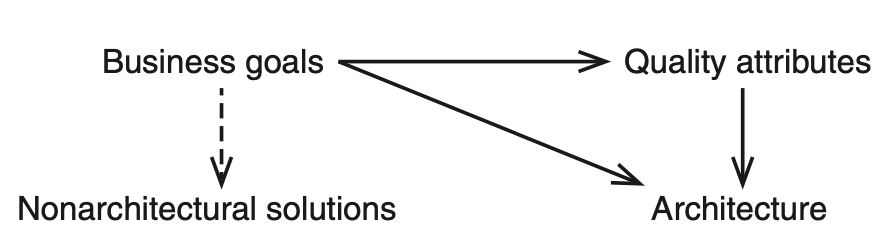 Business goals
Quality attributes
Nonarchitectural solutions
Architecture